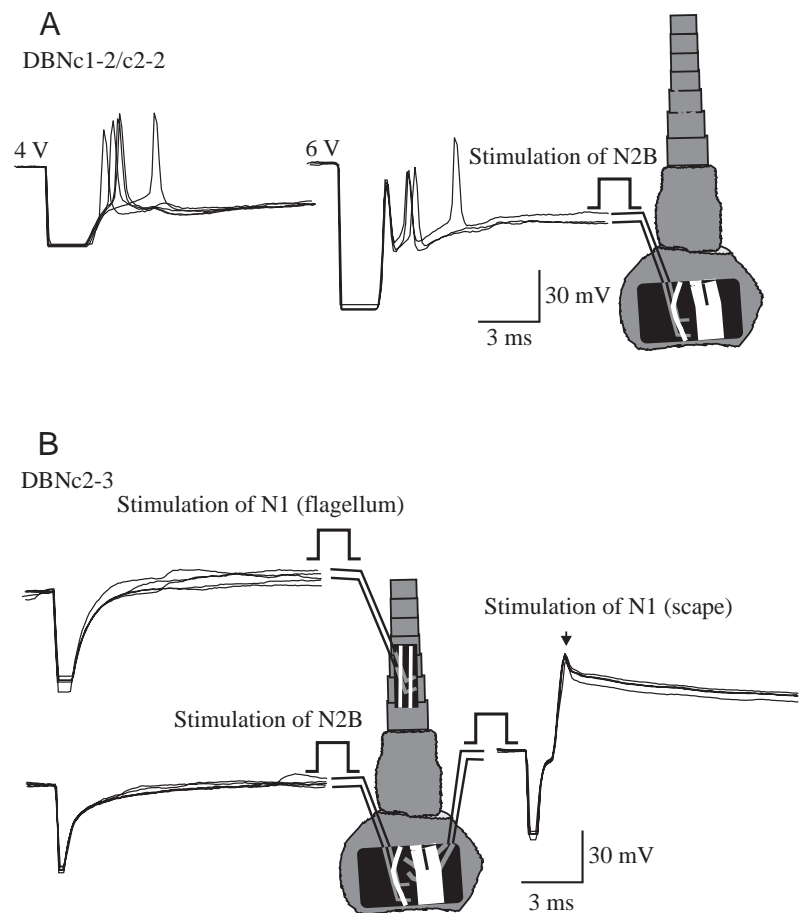 A
DBNc1-2/c2-2
4 V
6 V
Stimulation of N2B
30 mV
3 ms
B
DBNc2-3
Stimulation of N1 (flagellum)
Stimulation of N1 (scape)
Stimulation of N2B
30 mV
3 ms